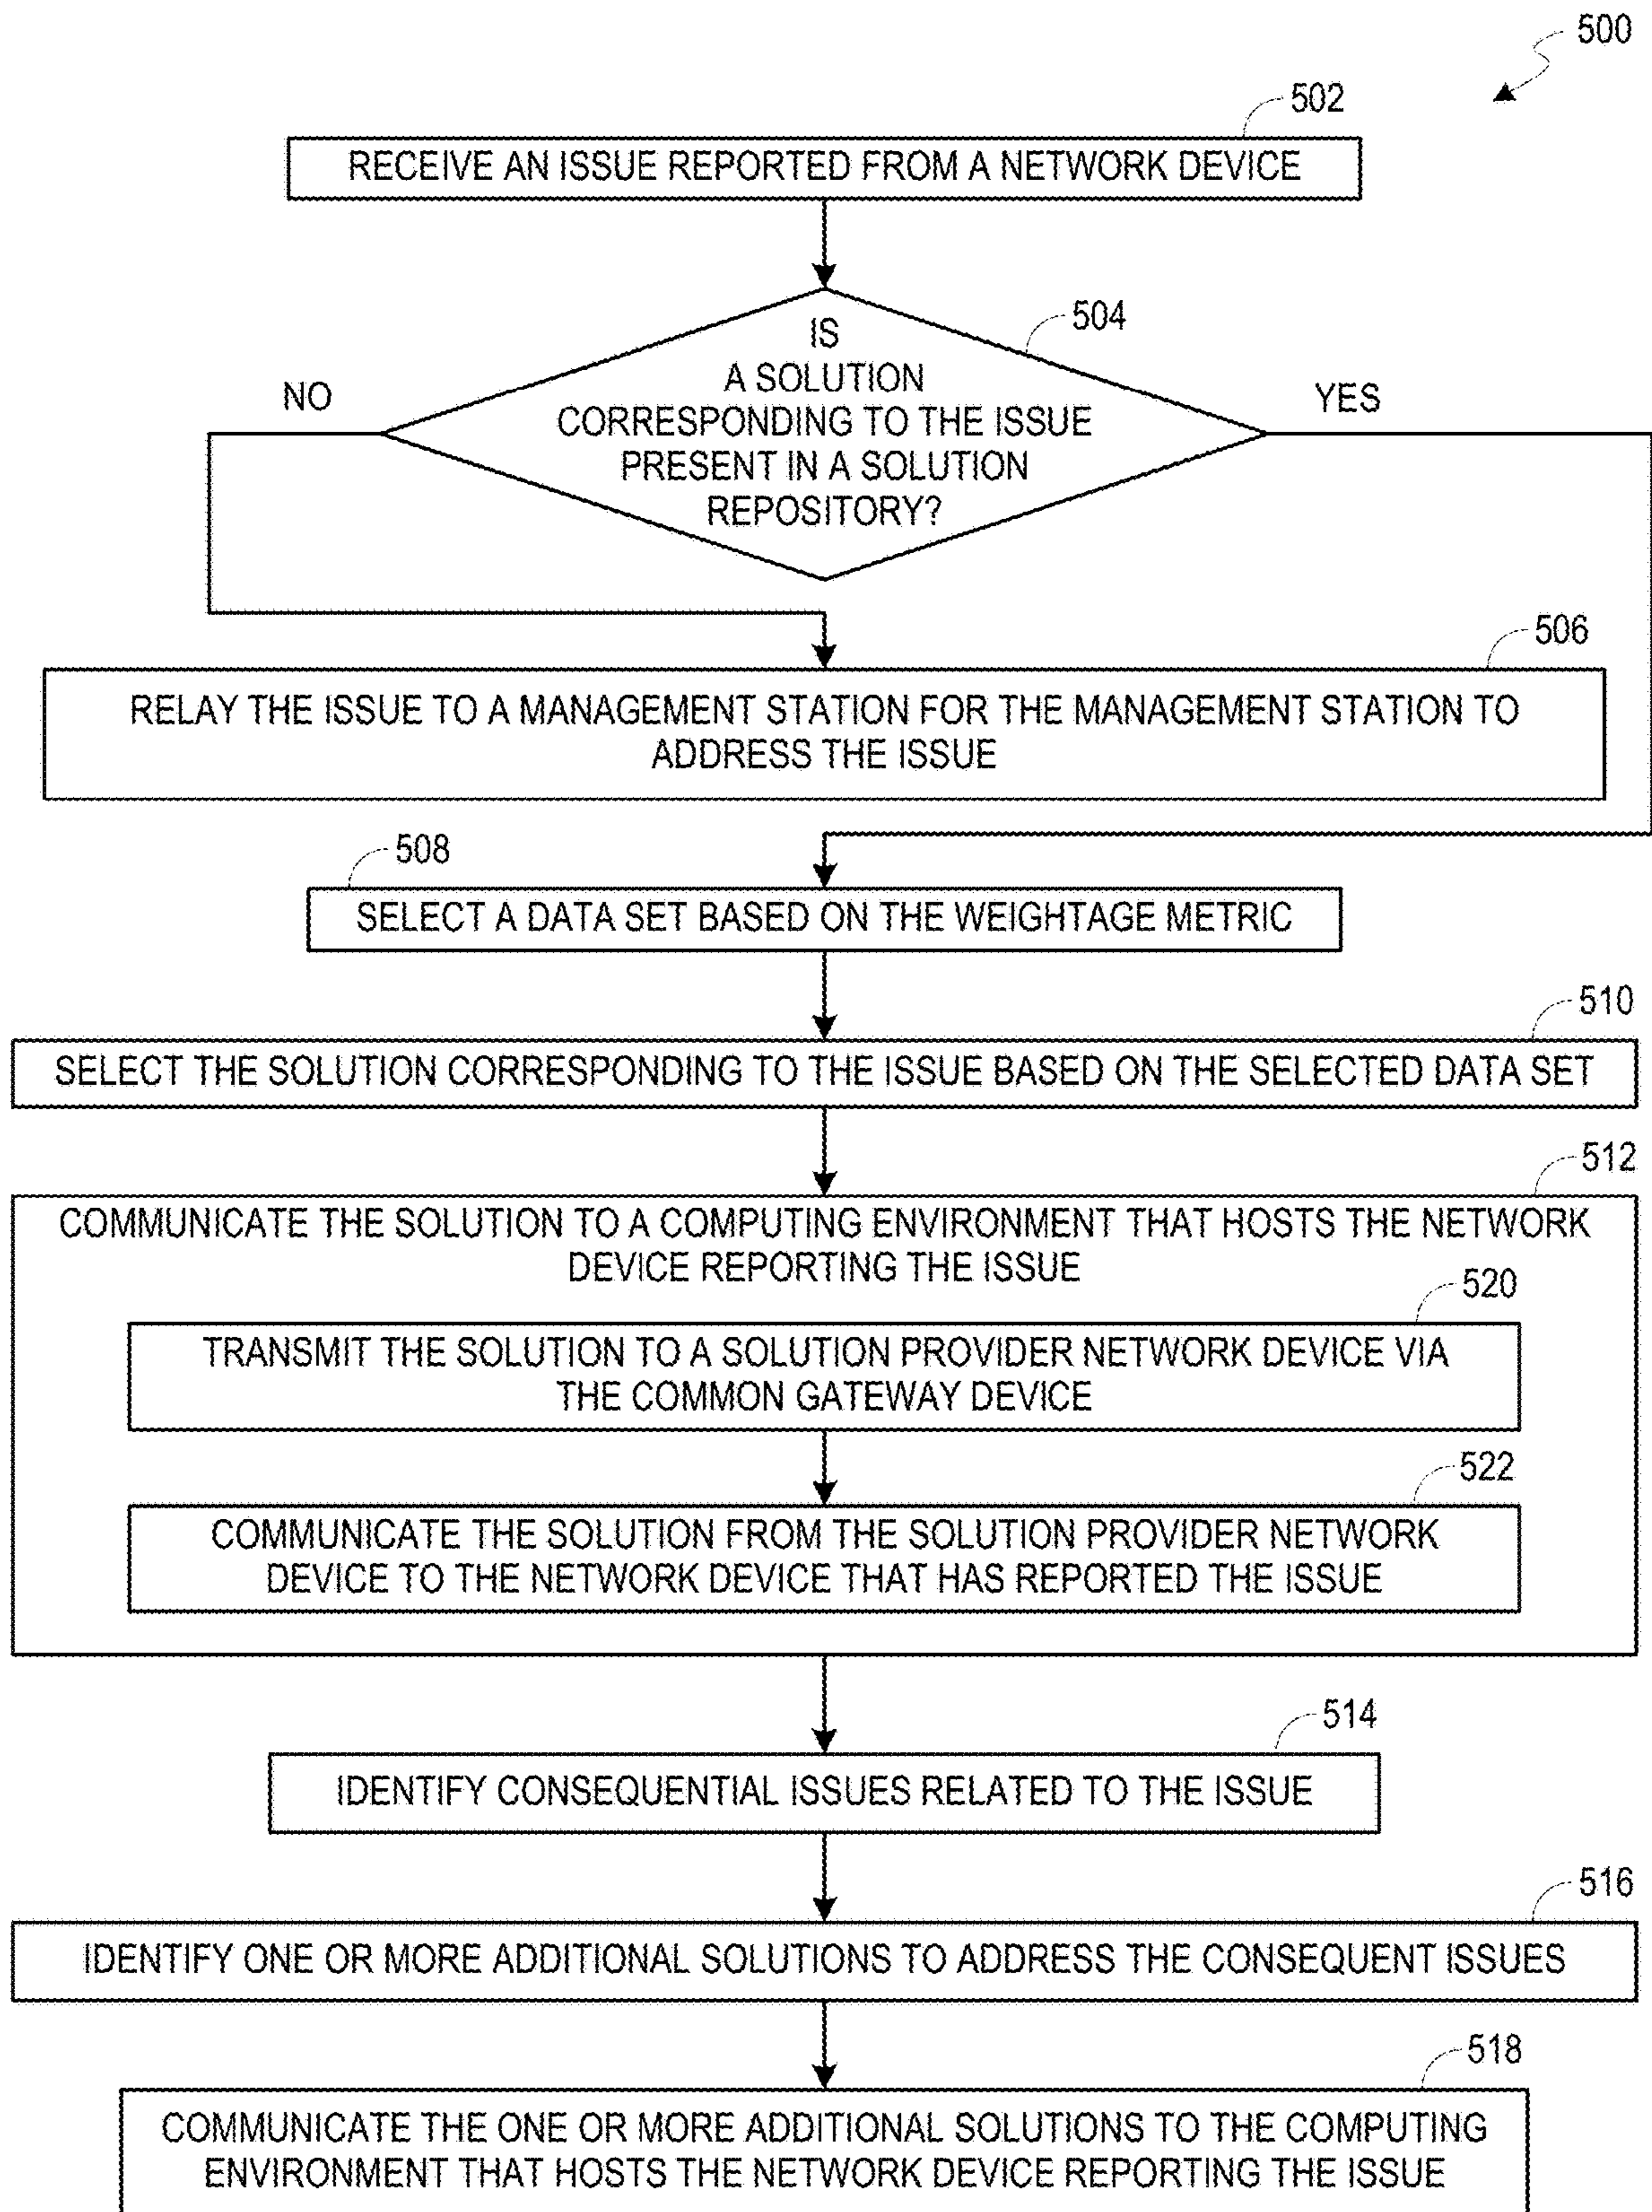 500
502
RECEIVE AN ISSUE REPORTED FROM A NETWORK DEVICE
504
IS
A SOLUTION
CORRESPONDING TO THE ISSUE
PRESENT IN A SOLUTION
REPOSITORY?
NO
YES
506
RELAY THE ISSUE TO A MANAGEMENT STATION FOR THE MANAGEMENT STATION TO
ADDRESS THE ISSUE
508
SELECT A DATA SET BASED ON THE WEIGHTAGE METRIC
510
SELECT THE SOLUTION CORRESPONDING TO THE ISSUE BASED ON THE SELECTED DATA SET
512
COMMUNICATE THE SOLUTION TO A COMPUTING ENVIRONMENT THAT HOSTS THE NETWORK
DEVICE REPORTING THE ISSUE
520
TRANSMIT THE SOLUTION TO A SOLUTION PROVIDER NETWORK DEVICE VIA
THE COMMON GATEWAY DEVICE
522
COMMUNICATE THE SOLUTION FROM THE SOLUTION PROVIDER NETWORK
DEVICE TO THE NETWORK DEVICE THAT HAS REPORTED THE ISSUE
514
IDENTIFY CONSEQUENTIAL ISSUES RELATED TO THE ISSUE
516
IDENTIFY ONE OR MORE ADDITIONAL SOLUTIONS TO ADDRESS THE CONSEQUENT ISSUES
518
COMMUNICATE THE ONE OR MORE ADDITIONAL SOLUTIONS TO THE COMPUTING
ENVIRONMENT THAT HOSTS THE NETWORK DEVICE REPORTING THE ISSUE